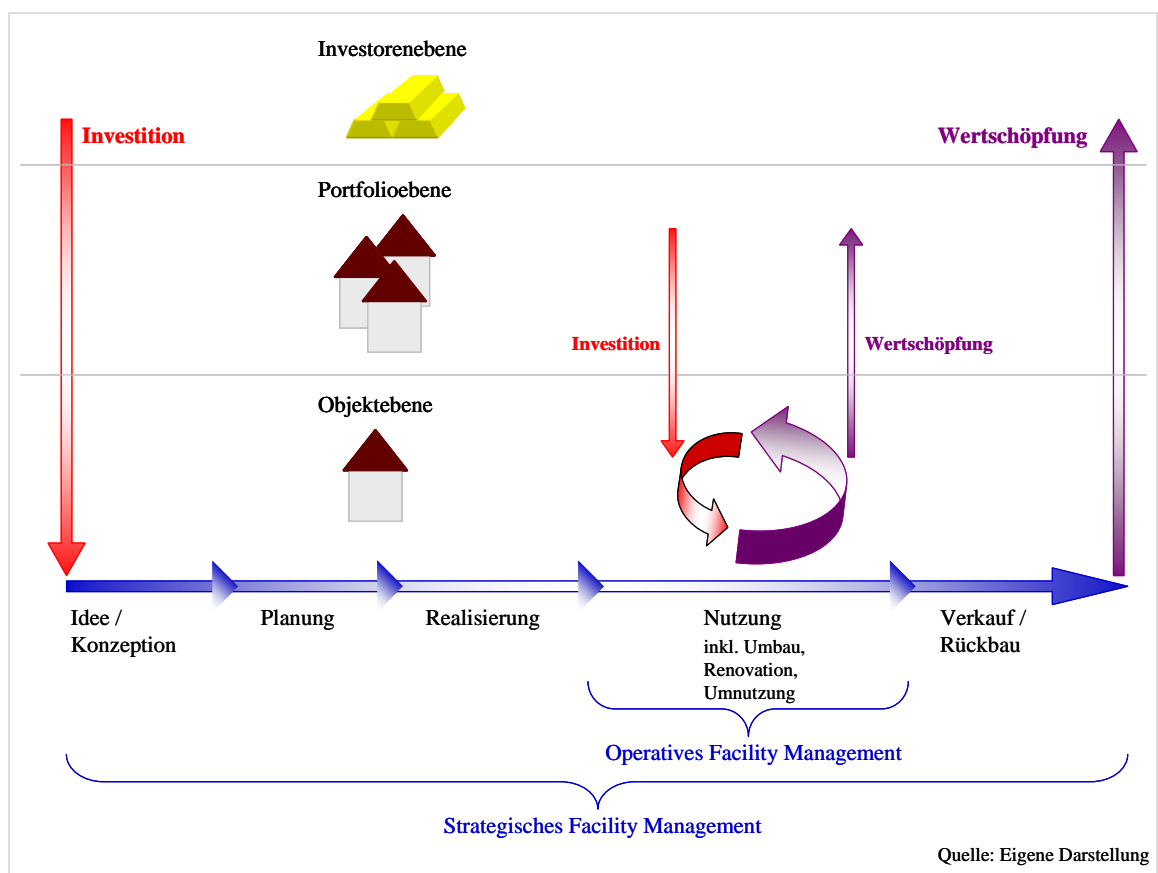 Investorenebene
Investition
Wertschöpfung
Portfolioebene
Investition
Wertschöpfung
Objektebene
Idee /
Konzeption
Planung
Realisierung
Nutzung
inkl. Umbau,
Renovation,
Umnutzung
Verkauf /
Rückbau
Operatives Facility Management
Strategisches Facility Management
Quelle: Eigene Darstellung